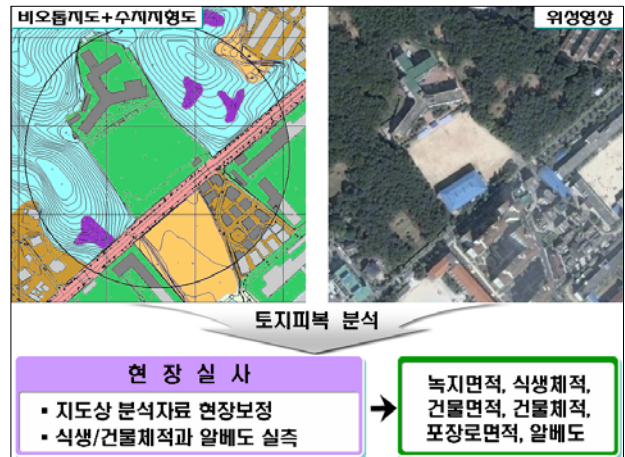 비오톱지도+수치지형도
위성영상
토지피복 분석
현 장 실 사
▪ 지도상 분석자료 현장보정
▪ 식생/건물체적과 알베도 실측
녹지면적, 식생체적,
건물면적, 건물체적,
포장로면적, 알베도